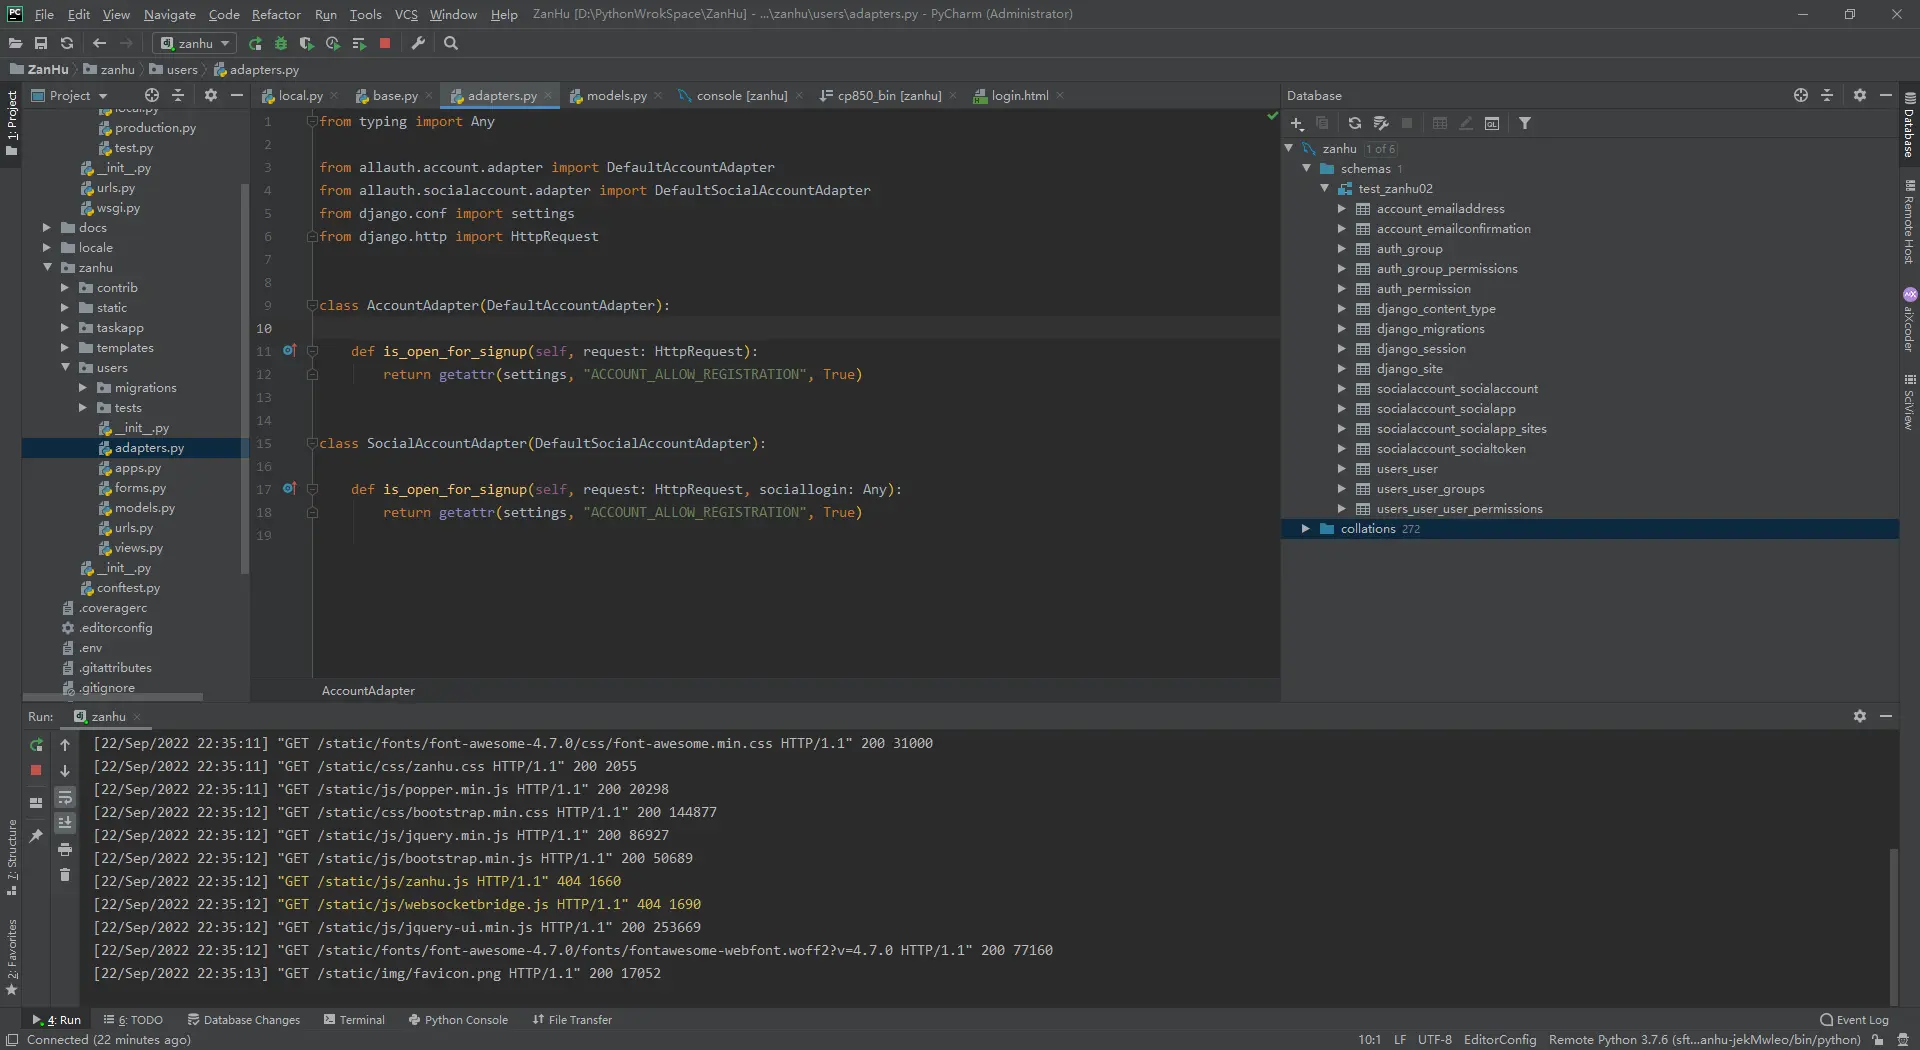 PC File Edit View Navigate Code Refactor Run Tools VCS Window Help ZanHu [D:\PythonWrokSpace\ZanHu] - ...\zanhu\users\adapters.py - PyCharm (Administrator)
dj zanhu
ZanHu zanhu users adapters.py
1: Project
Project
local.py
production.py
test.py
__init__.py
urls.py
wsgi.py
docs
locale
zanhu
contrib
static
taskapp
templates
users
migrations
tests
__init__.py
adapters.py
apps.py
forms.py
models.py
urls.py
views.py
__init__.py
conftest.py
.coveragerc
.editorconfig
.env
.gitattributes
.gitignore
local.py base.py adapters.py models.py console [zanhu] cp850_bin [zanhu] login.html
1 from typing import Any
2
3 from allauth.account.adapter import DefaultAccountAdapter
4 from allauth.socialaccount.adapter import DefaultSocialAccountAdapter
5 from django.conf import settings
6 from django.http import HttpRequest
7
8
9 class AccountAdapter(DefaultAccountAdapter):
10
11 def is_open_for_signup(self, request: HttpRequest):
12 return getattr(settings, "ACCOUNT_ALLOW_REGISTRATION", True)
13
14
15 class SocialAccountAdapter(DefaultSocialAccountAdapter):
16
17 def is_open_for_signup(self, request: HttpRequest, sociallogin: Any):
18 return getattr(settings, "ACCOUNT_ALLOW_REGISTRATION", True)
19
AccountAdapter
Database
QL
zanhu 1 of 6
schemas 1
test_zanhu02
account_emailaddress
account_emailconfirmation
auth_group
auth_group_permissions
auth_permission
django_content_type
django_migrations
django_session
django_site
socialaccount_socialaccount
socialaccount_socialapp
socialaccount_socialapp_sites
socialaccount_socialtoken
users_user
users_user_groups
users_user_user_permissions
collations 272
Database
Remote Host
aiXcoder
SciView
Run: dj zanhu
[22/Sep/2022 22:35:11] "GET /static/fonts/font-awesome-4.7.0/css/font-awesome.min.css HTTP/1.1" 200 31000
[22/Sep/2022 22:35:11] "GET /static/css/zanhu.css HTTP/1.1" 200 2055
[22/Sep/2022 22:35:11] "GET /static/js/popper.min.js HTTP/1.1" 200 20298
[22/Sep/2022 22:35:12] "GET /static/css/bootstrap.min.css HTTP/1.1" 200 144877
[22/Sep/2022 22:35:12] "GET /static/js/jquery.min.js HTTP/1.1" 200 86927
[22/Sep/2022 22:35:12] "GET /static/js/bootstrap.min.js HTTP/1.1" 200 50689
[22/Sep/2022 22:35:12] "GET /static/js/zanhu.js HTTP/1.1" 404 1660
[22/Sep/2022 22:35:12] "GET /static/js/websocketbridge.js HTTP/1.1" 404 1690
[22/Sep/2022 22:35:12] "GET /static/js/jquery-ui.min.js HTTP/1.1" 200 253669
[22/Sep/2022 22:35:12] "GET /static/fonts/font-awesome-4.7.0/fonts/fontawesome-webfont.woff2?v=4.7.0 HTTP/1.1" 200 77160
[22/Sep/2022 22:35:13] "GET /static/img/favicon.png HTTP/1.1" 200 17052
7: Structure
2: Favorites
4: Run 6: TODO Database Changes Terminal Python Console File Transfer Event Log
Connected (22 minutes ago) 10:1 LF UTF-8 EditorConfig Remote Python 3.7.6 (sft...anhu-jekMwleo/bin/python)